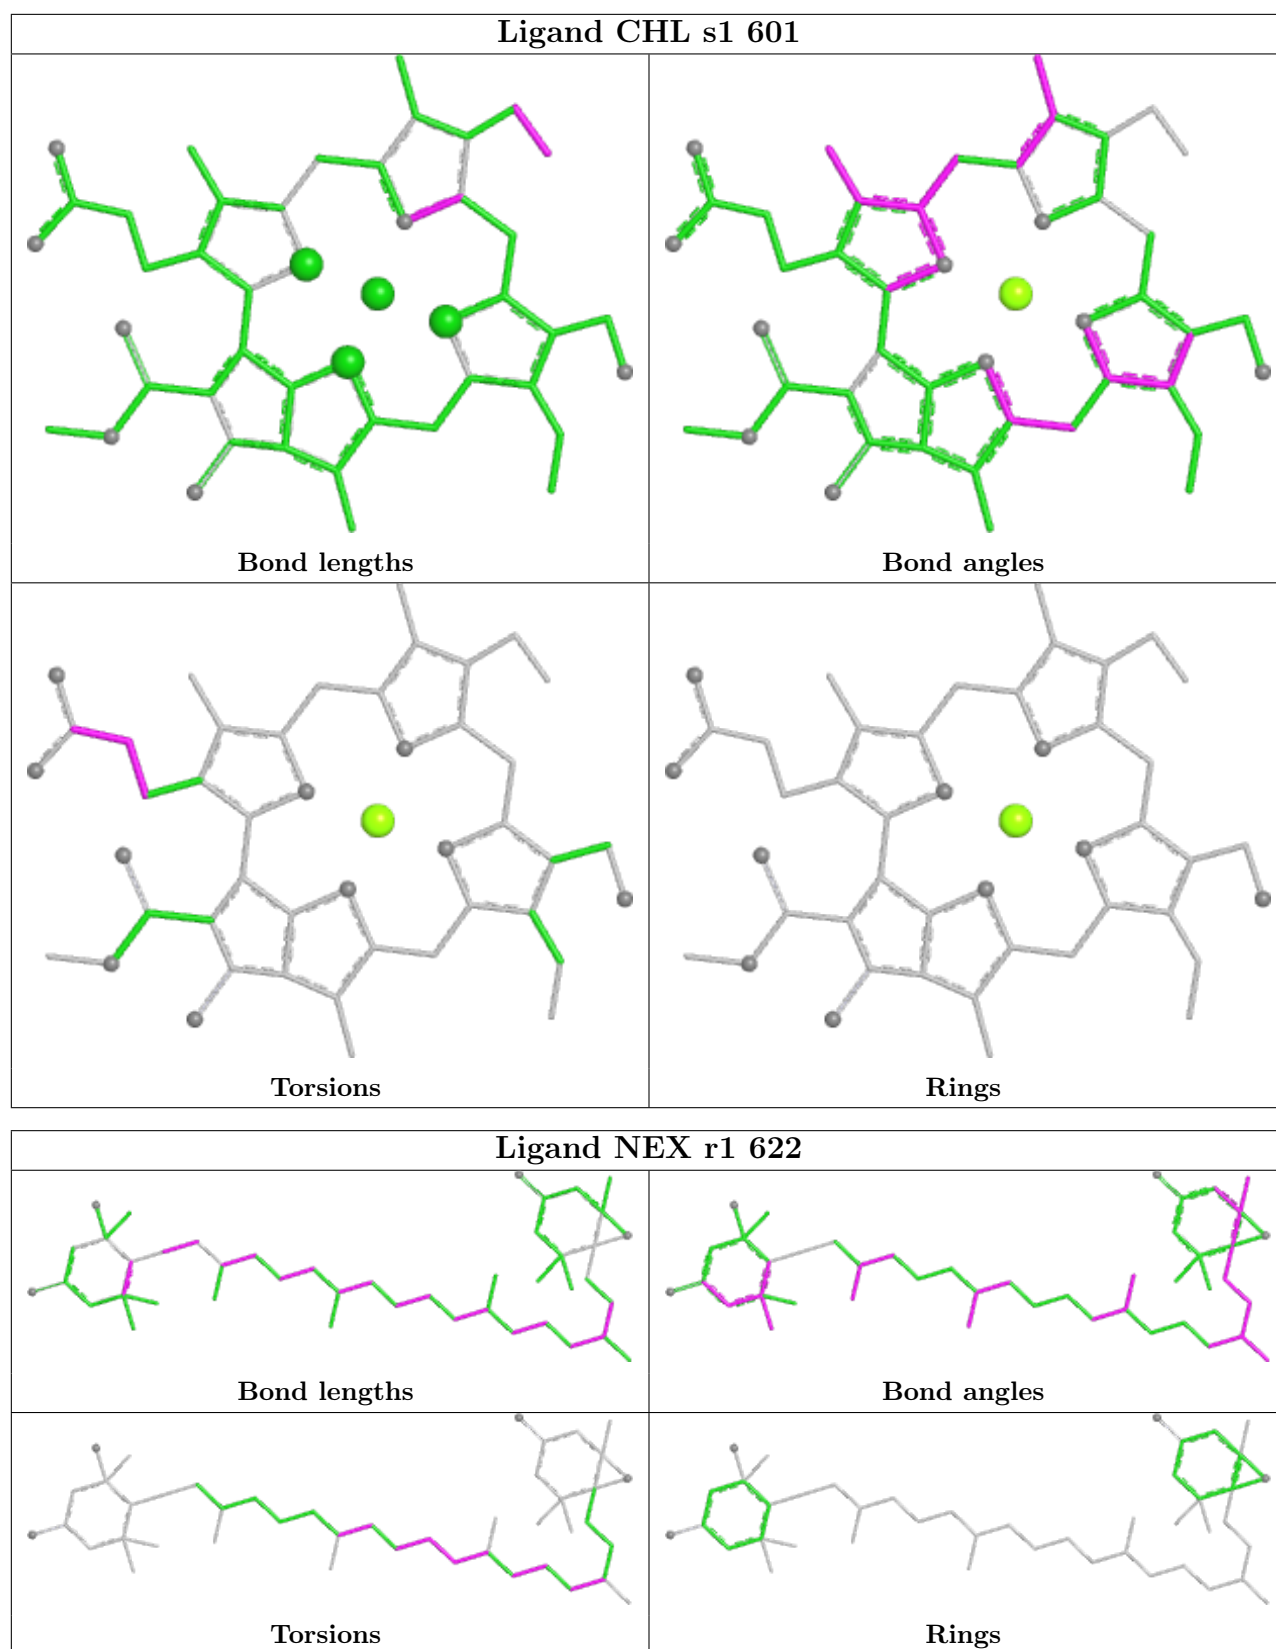 Ligand CHL s1 601
Bond lengths
Bond angles
Torsions
Rings
Ligand NEX r1 622
Bond lengths
Bond angles
Torsions
Rings